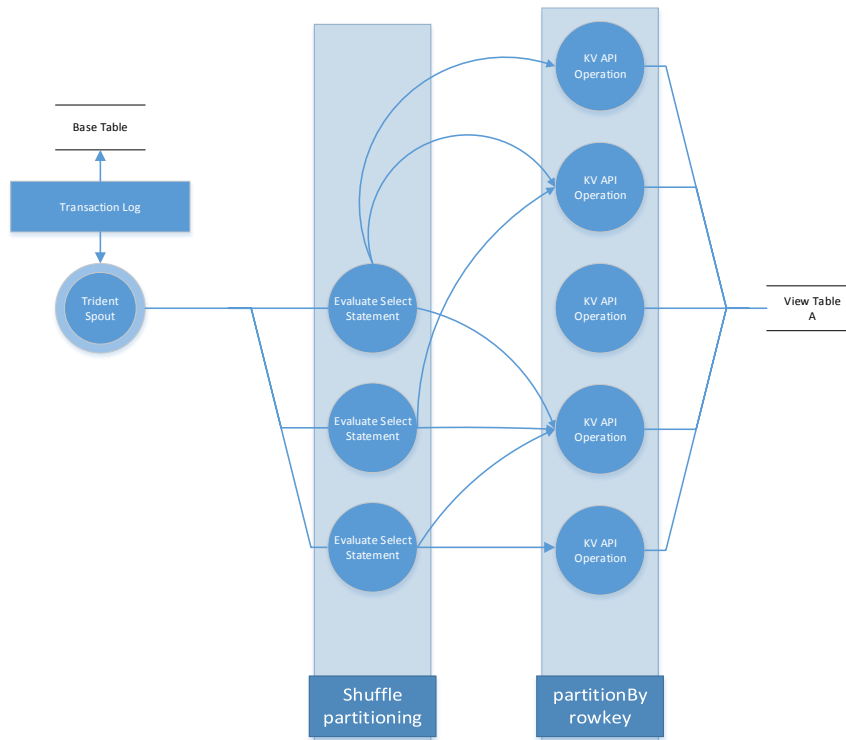 Base Table
Transaction Log
Trident
Spout
Evaluate Select
Statement
Evaluate Select
Statement
Evaluate Select
Statement
Shuffle
partitioning
KV API
Operation
KV API
Operation
KV API
Operation
KV API
Operation
KV API
Operation
partitionBy
rowkey
View Table
A